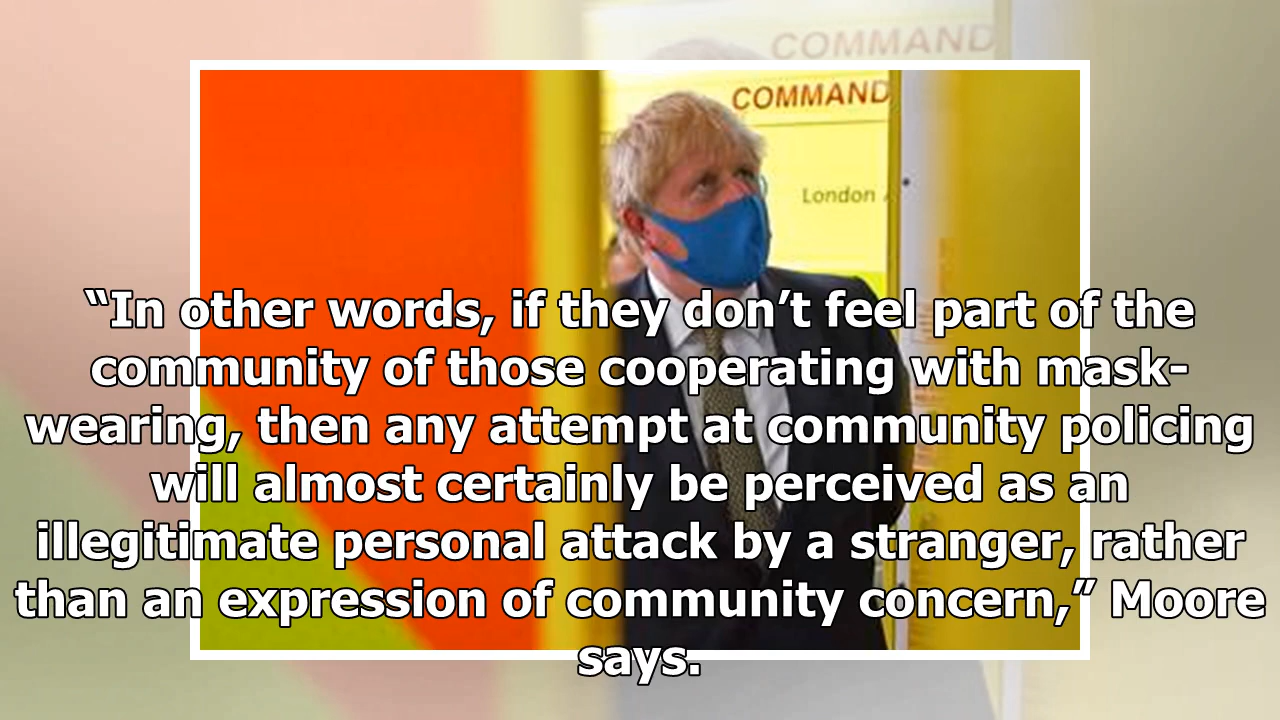 COMMAND
COMMAND
London
“In other words, if they don’t feel part of the
community of those cooperating with mask-
wearing, then any attempt at community policing
will almost certainly be perceived as an
illegitimate personal attack by a stranger, rather
than an expression of community concern,” Moore
says.